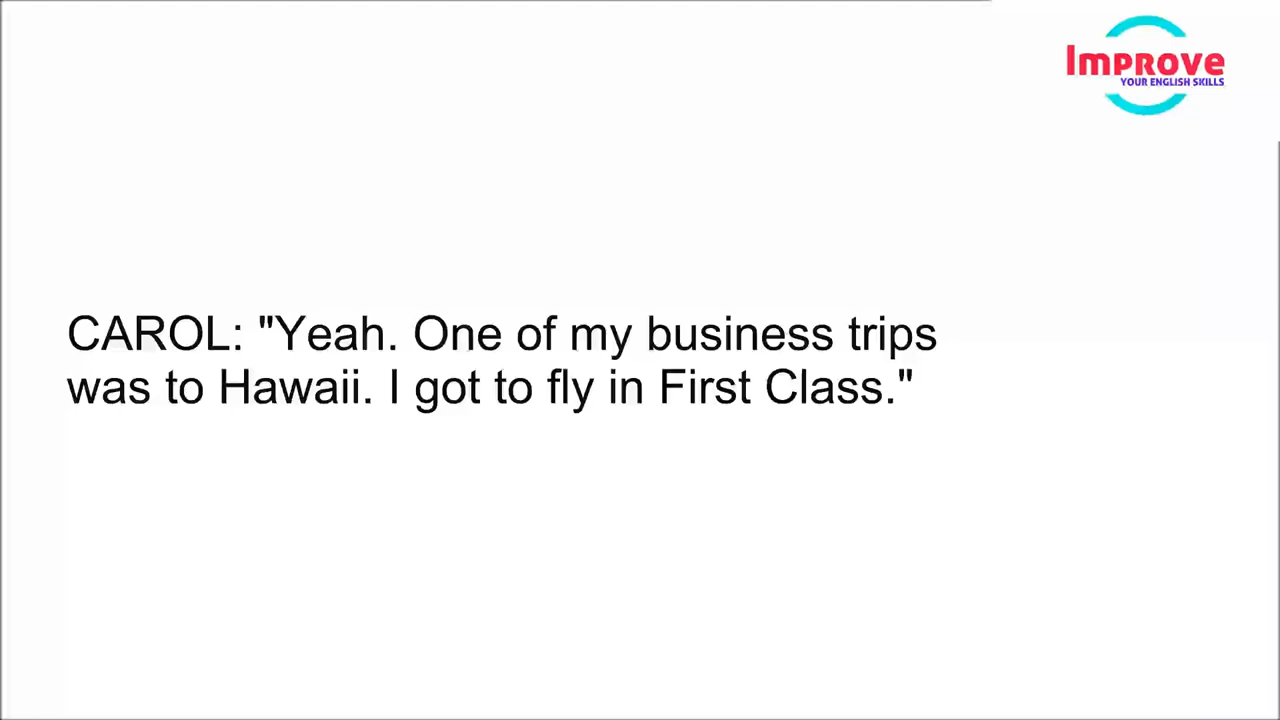 Improve
YOUR ENGLISH SKILLS
CAROL: "Yeah. One of my business trips
was to Hawaii. I got to fly in First Class."